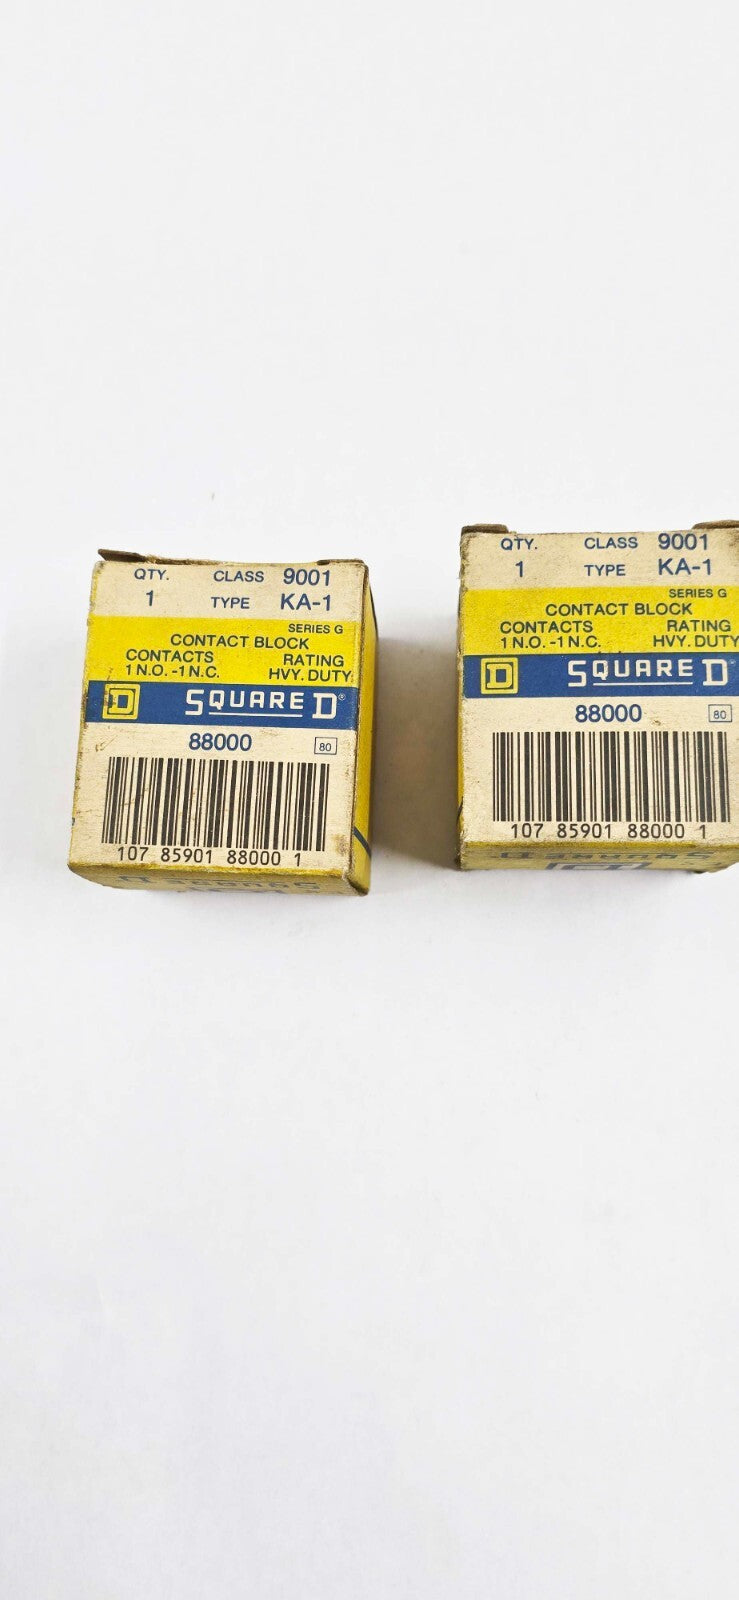 QTY. CLASS 9001
1 TYPE KA-1
SERIES G
CONTACT BLOCK
CONTACTS RATING
1 N.O. -1 N.C. HVY. DUTY
D SQUARE D®
88000 80
107 85901 88000 1
SQUARE D
QTY. CLASS 9001
1 TYPE KA-1
SERIES G
CONTACT BLOCK
CONTACTS RATING
1 N.O. -1 N.C. HVY. DUTY
D SQUARE D
88000 80
107 85901 88000 1
SQUARE D